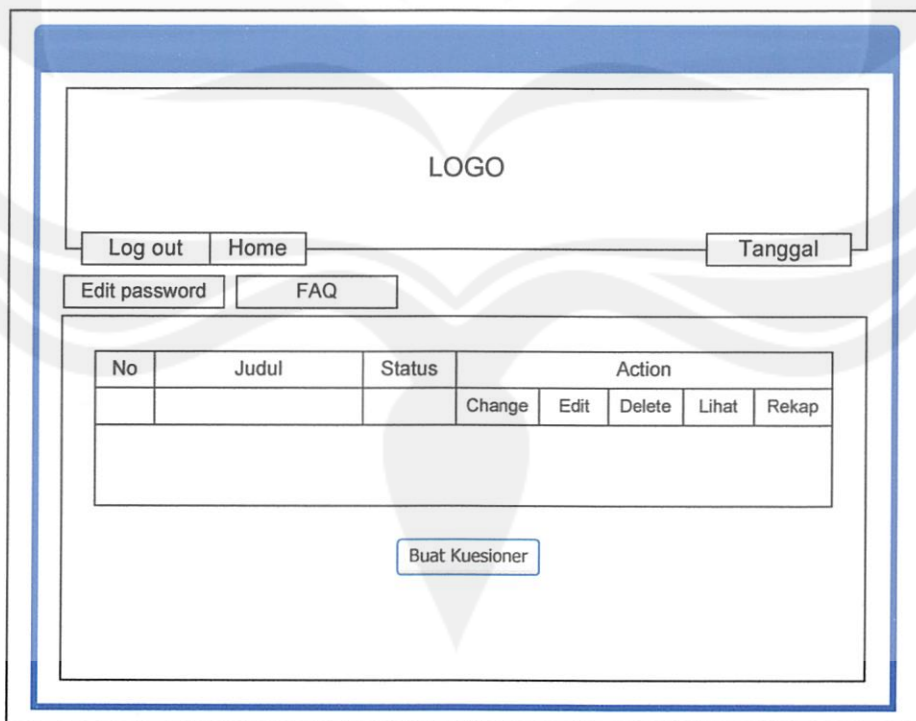 LOGO
Log out Home Tanggal
Edit password FAQ
No Judul Status Action
Change Edit Delete Lihat Rekap
Buat Kuesioner